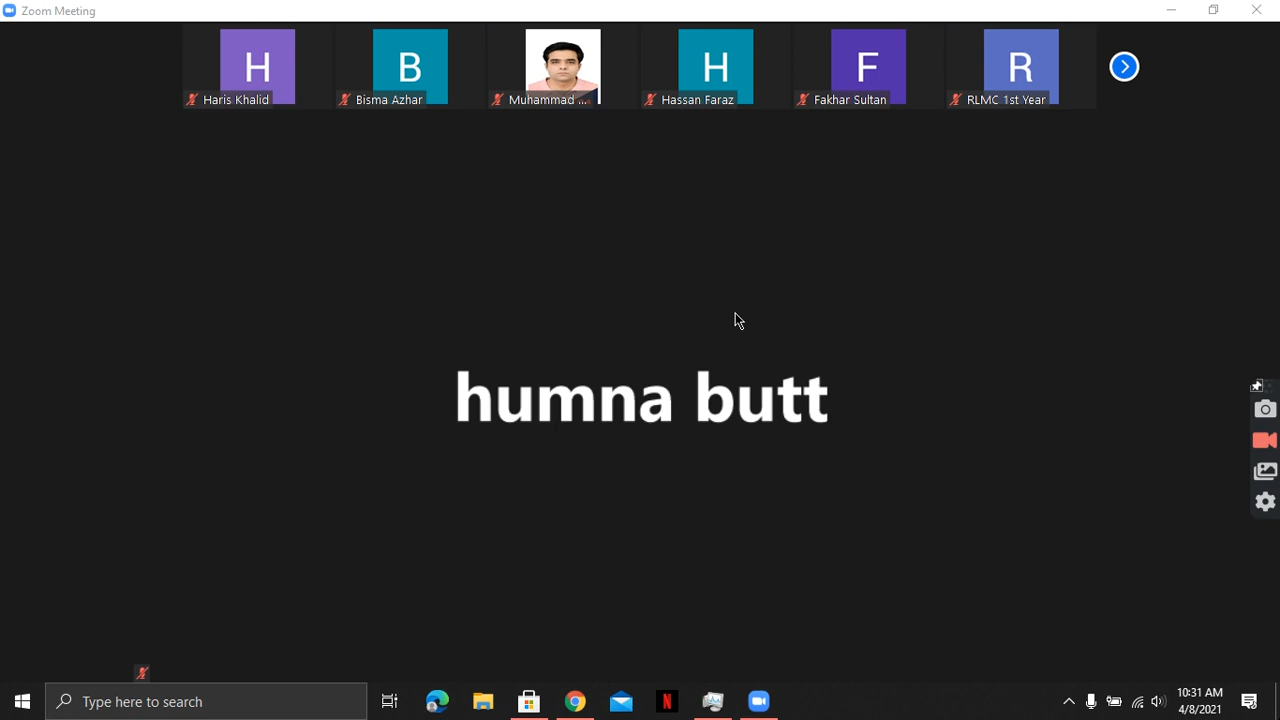 Zoom Meeting
H
B
H
F
R
Haris Khalid
Bisma Azhar
Muhammad ...
Hassan Faraz
Fakhar Sultan
RLMC 1st Year
humna butt
Type here to search
N
10:31 AM
4/8/2021